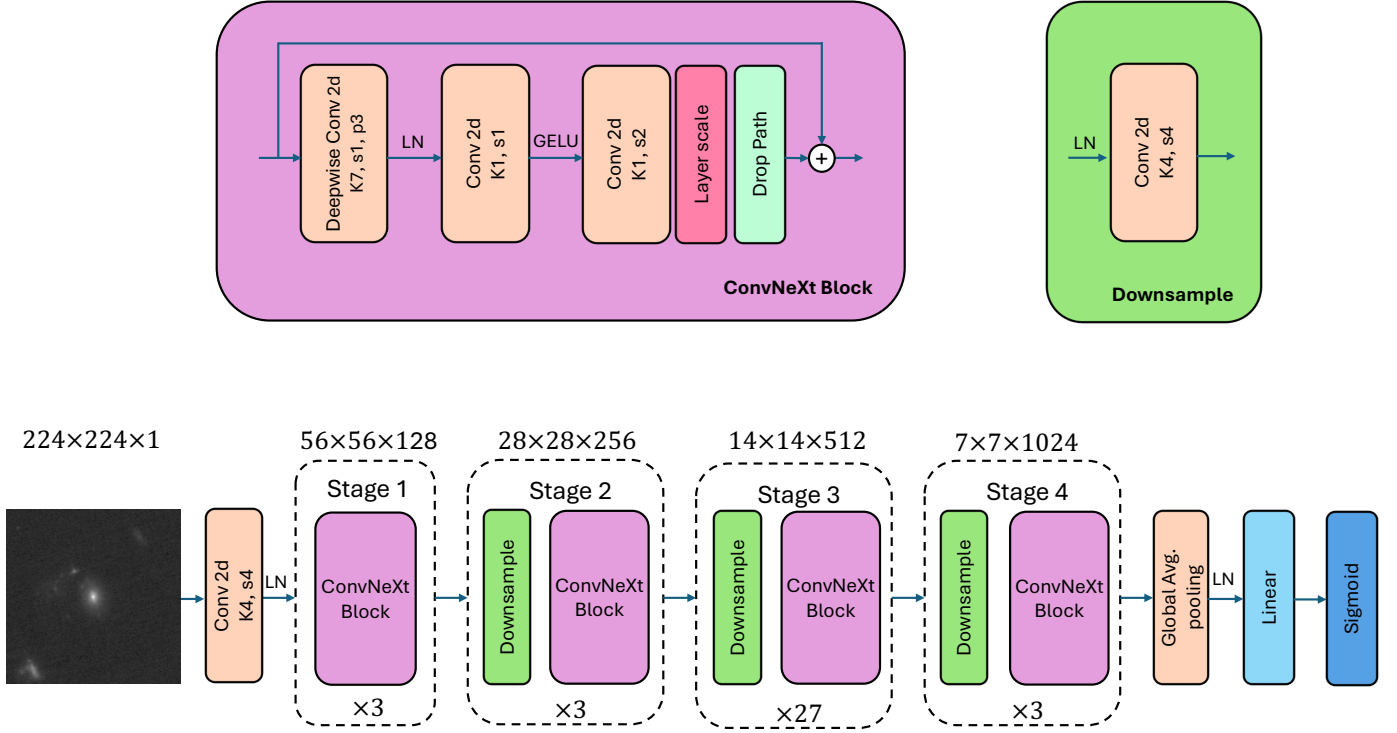 Deepwise Conv 2d
K7, s1, p3
LN
Conv 2d
K1, s1
GELU
Conv 2d
K1, s2
Layer scale
Drop Path
+
ConvNeXt Block
LN
Conv 2d
K4, s4
Downsample
224×224×1
56×56×128
28×28×256
14×14×512
7×7×1024
Conv 2d
K4, s4
LN
Stage 1
ConvNeXt
Block
×3
Stage 2
Downsample
ConvNeXt
Block
×3
Stage 3
Downsample
ConvNeXt
Block
×27
Stage 4
Downsample
ConvNeXt
Block
×3
Global Avg.
pooling
LN
Linear
Sigmoid